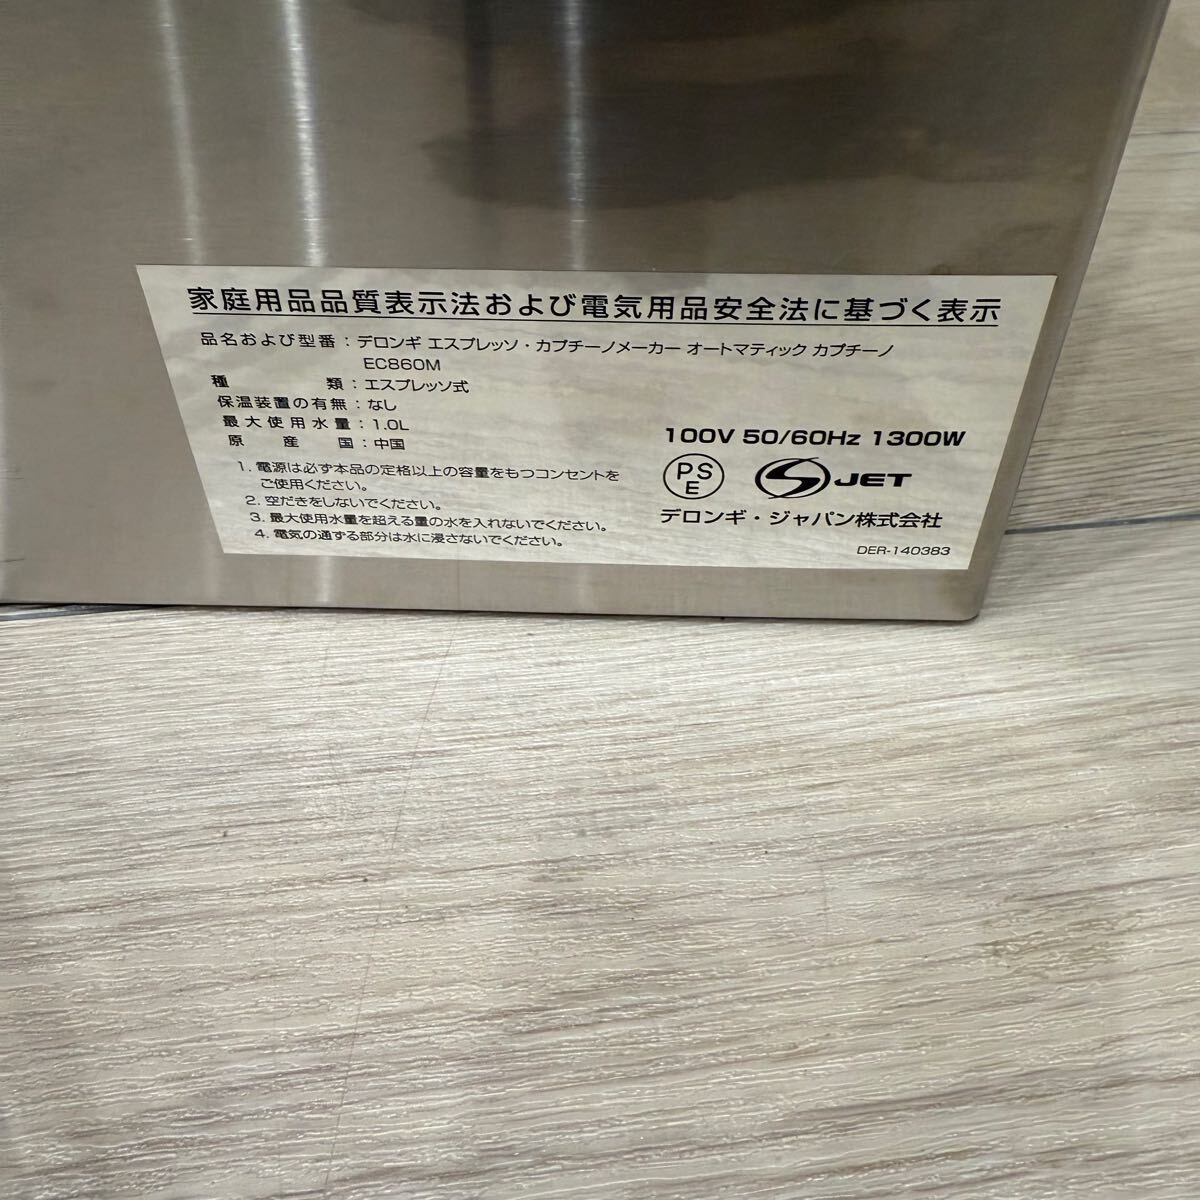 家庭用品品質表示法および電気用品安全法に基づく表示
品名および型番：デロンギ エスプレッソ・カプチーノメーカー オートマティック カプチーノ
EC860M
種類：エスプレッソ式
保温装置の有無：なし
最大使用水量：1.0L
原産国：中国
1. 電源は必ず本品の定格以上の容量をもつコンセントを
ご使用ください。
2. 空だきをしないでください。
3. 最大使用水量を超える量の水を入れないでください。
4. 電気の通ずる部分は水に浸さないでください。
100V 50/60Hz 1300W
PS
E
JET
デロンギ・ジャパン株式会社
DER-140383